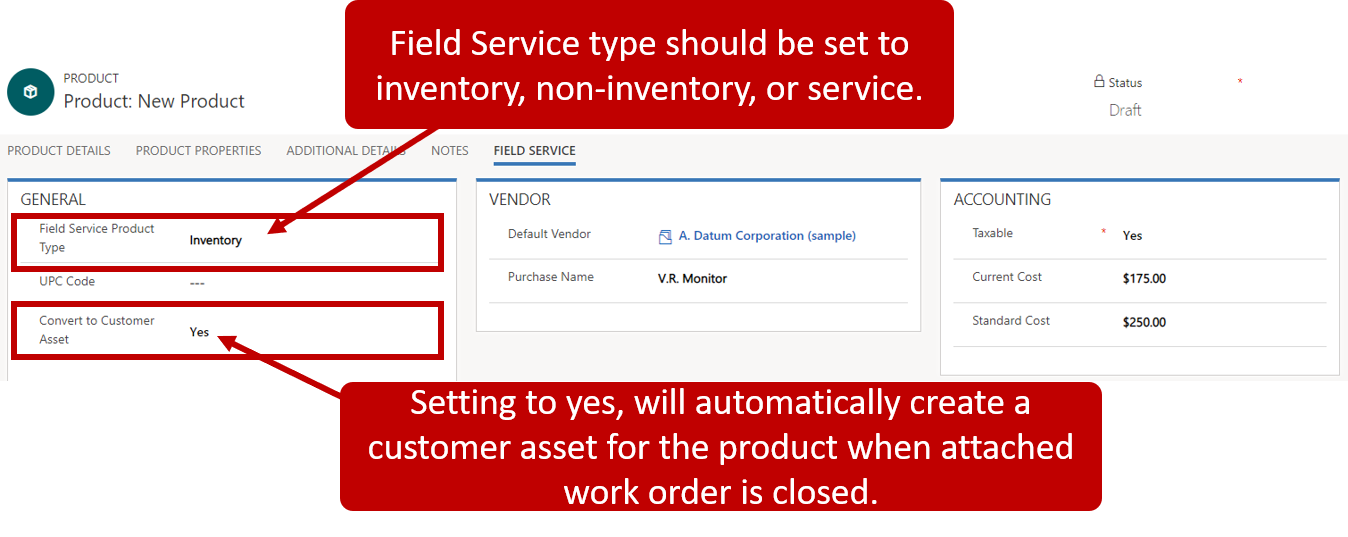 Field Service type should be set to
inventory, non-inventory, or service.
PRODUCT
Product: New Product
Status
*
Draft
PRODUCT DETAILS
PRODUCT PROPERTIES
ADDITIONAL DETAILS
NOTES
FIELD SERVICE
GENERAL
Field Service Product
Type
Inventory
UPC Code
---
Convert to Customer
Asset
Yes
VENDOR
Default Vendor
A. Datum Corporation (sample)
Purchase Name
V.R. Monitor
ACCOUNTING
Taxable
*
Yes
Current Cost
$175.00
Standard Cost
$250.00
Setting to yes, will automatically create a
customer asset for the product when attached
work order is closed.